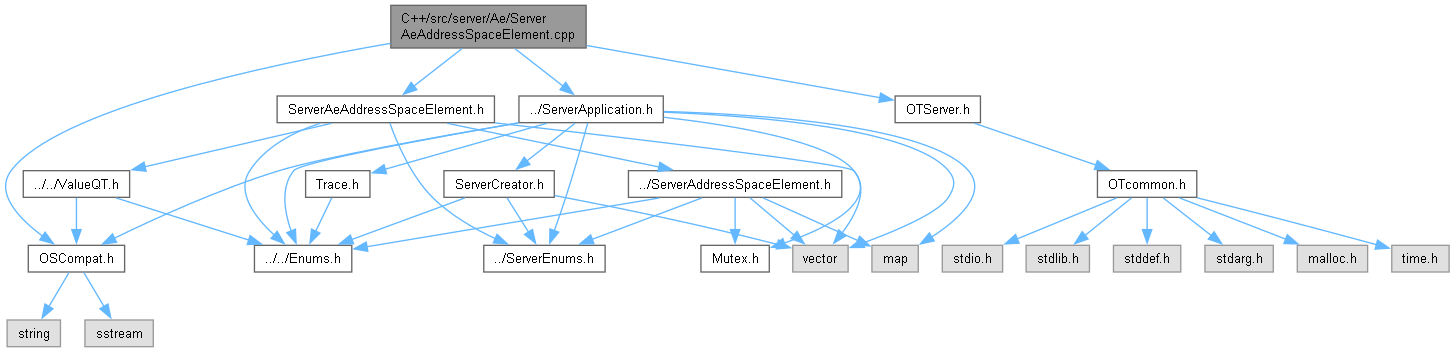 C++/src/server/Ae/Server
AeAddressSpaceElement.cpp
ServerAeAddressSpaceElement.h
../ServerApplication.h
OTServer.h
../../ValueQT.h
Trace.h
ServerCreator.h
../ServerAddressSpaceElement.h
OTcommon.h
OSCompat.h
../../Enums.h
../ServerEnums.h
Mutex.h
vector
map
stdio.h
stdlib.h
stddef.h
stdarg.h
malloc.h
time.h
string
sstream